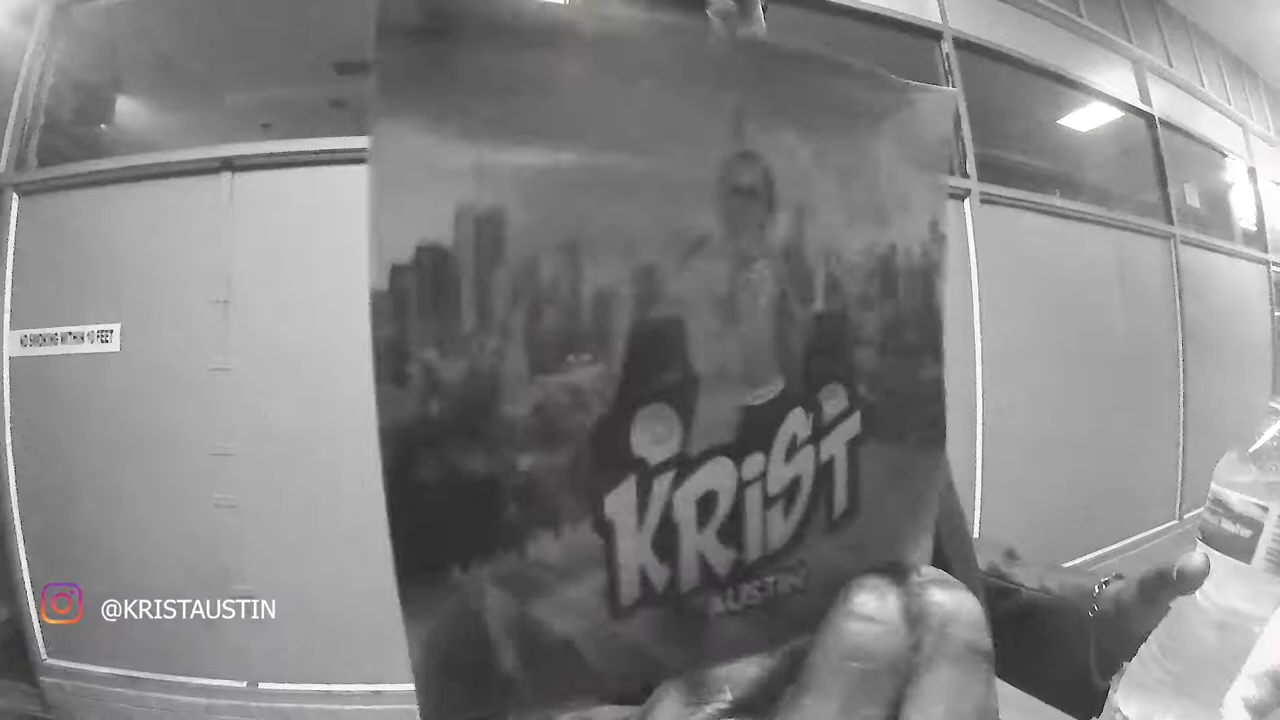 NO SMOKING WITHIN 10 FEET
KRiST
AUSTIN
@KRISTAUSTIN